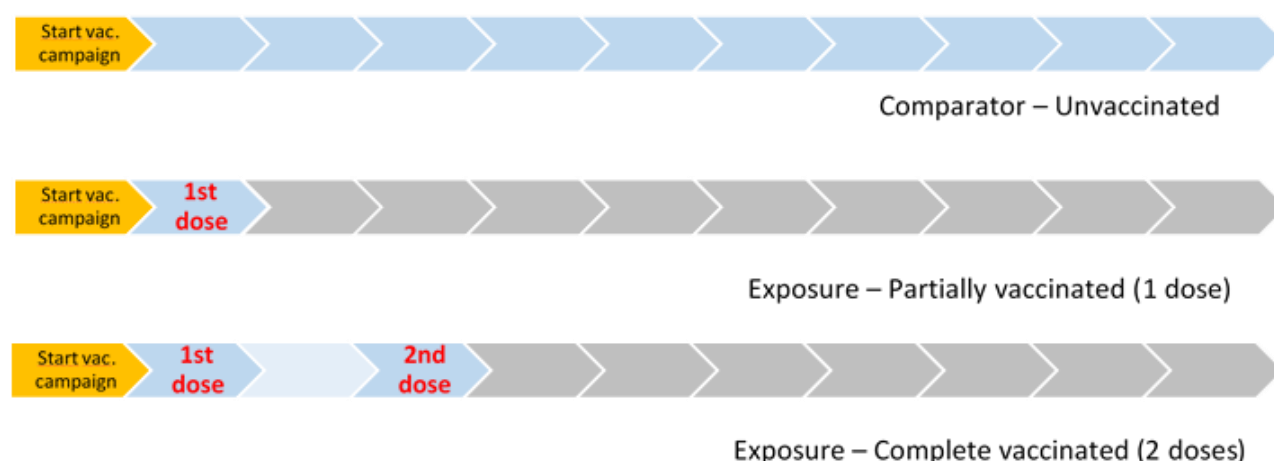 Start vac.
campaign
Comparator – Unvaccinated
Start vac.
campaign
1st
dose
Exposure – Partially vaccinated (1 dose)
Start vac.
campaign
1st
dose
2nd
dose
Exposure – Complete vaccinated (2 doses)